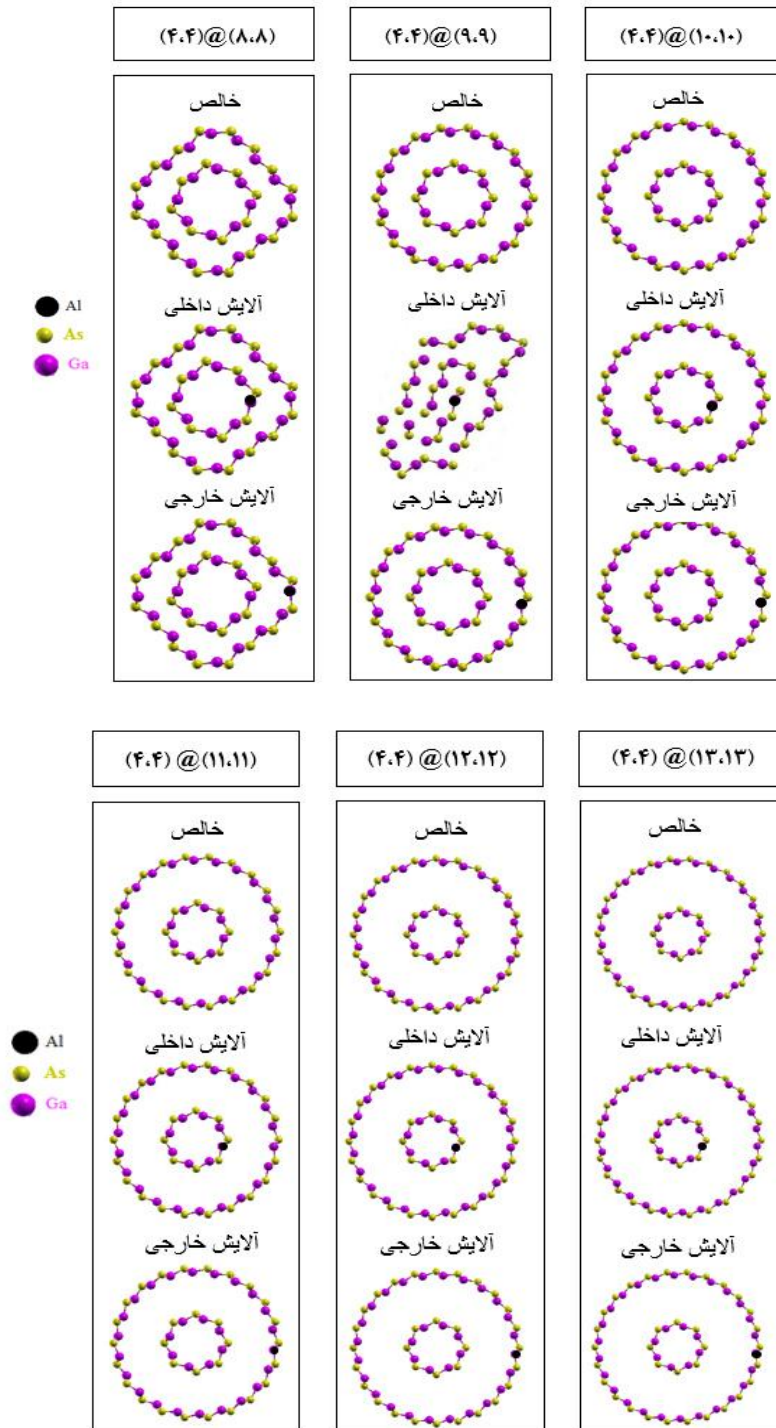 (۴،۴)@(۸،۸)
(۴،۴)@(۹،۹)
(۴،۴)@(۱۰،۱۰)
خالص
خالص
خالص
آلایش داخلی
آلایش داخلی
آلایش داخلی
Al
As
Ga
آلایش خارجی
آلایش خارجی
آلایش خارجی
(۴،۴) @(۱۱،۱۱)
(۴،۴) @(۱۲،۱۲)
(۴،۴) @(۱۳،۱۳)
خالص
خالص
خالص
آلایش داخلی
آلایش داخلی
آلایش داخلی
Al
As
Ga
آلایش خارجی
آلایش خارجی
آلایش خارجی